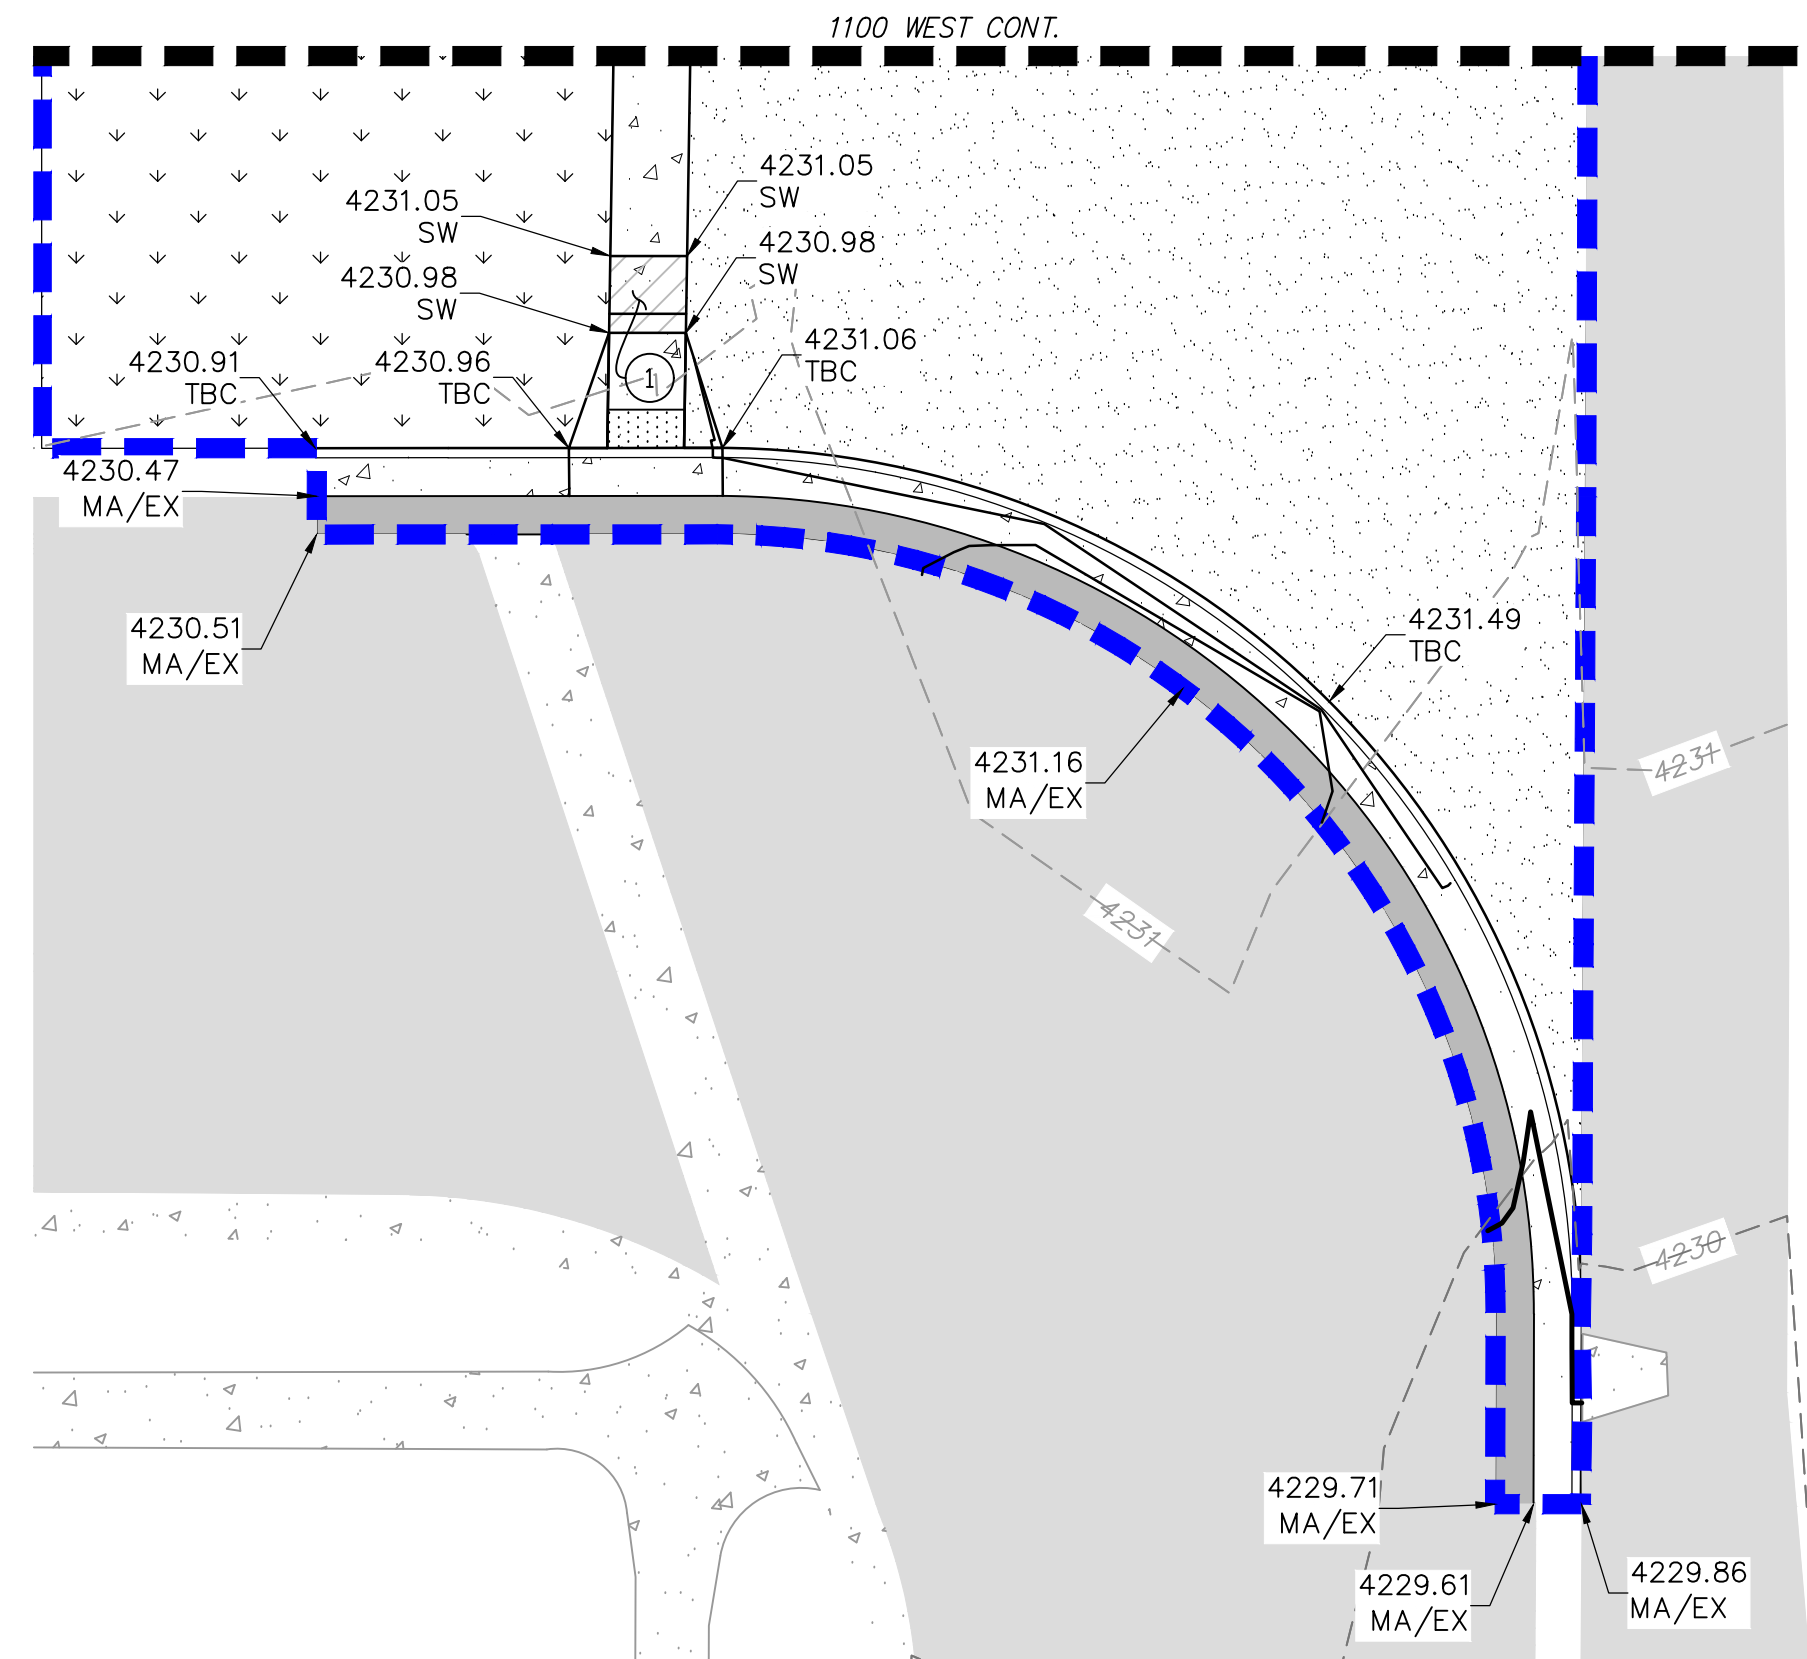 1100 WEST CONT.
4231.05
SW
4231.05
SW
4230.98
SW
4230.98
SW
4231.06
TBC
4230.91
TBC
4230.96
TBC
1
4230.47
MA/EX
4230.51
MA/EX
4231.49
TBC
4231.16
MA/EX
4231
4231
4230
4229.71
MA/EX
4229.61
MA/EX
4229.86
MA/EX